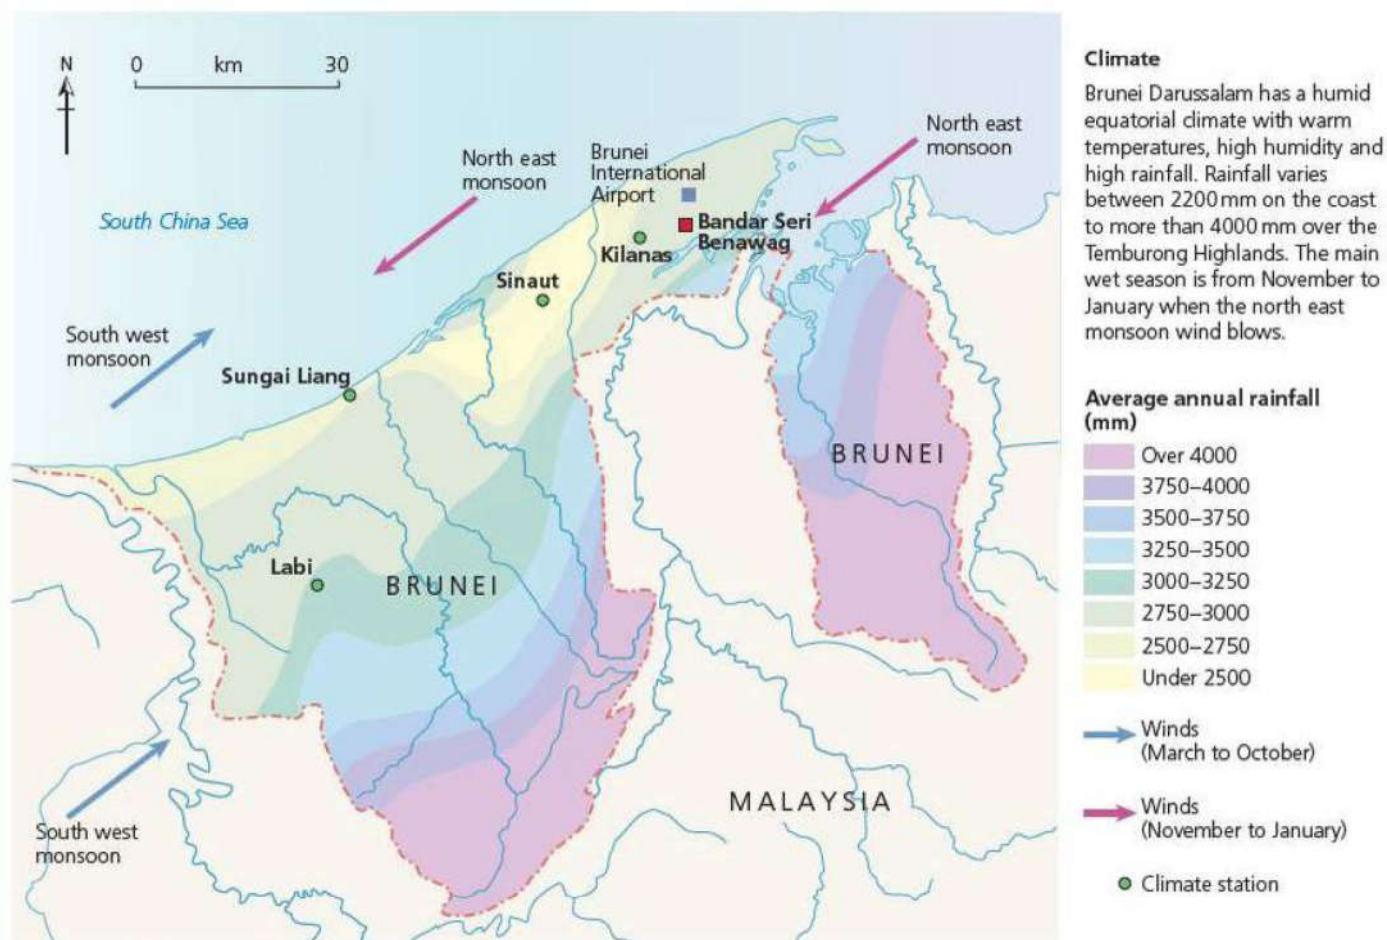 N
0 km 30
North east
monsoon
Brunei
International
Airport
North east
monsoon
South China Sea
Bandar Seri
Benawag
Kilanas
Sinaut
South west
monsoon
Sungai Liang
BRUNEI
Labi
BRUNEI
MALAYSIA
South west
monsoon
Climate
Brunei Darussalam has a humid
equatorial climate with warm
temperatures, high humidity and
high rainfall. Rainfall varies
between 2200 mm on the coast
to more than 4000 mm over the
Temburong Highlands. The main
wet season is from November to
January when the north east
monsoon wind blows.
Average annual rainfall
(mm)
Over 4000
3750–4000
3500–3750
3250–3500
3000–3250
2750–3000
2500–2750
Under 2500
Winds
(March to October)
Winds
(November to January)
Climate station